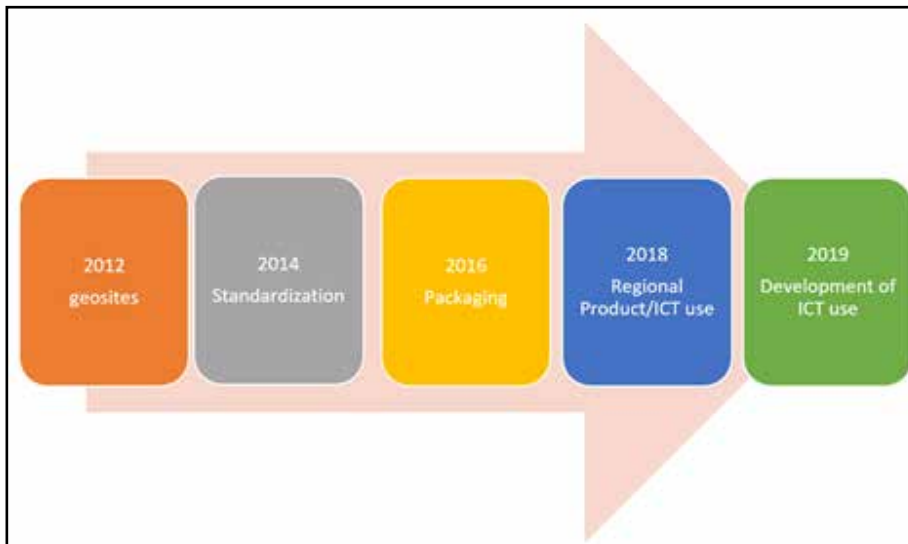 2012
geosites
2014
Standardization
2016
Packaging
2018
Regional
Product/ICT use
2019
Development of
ICT use